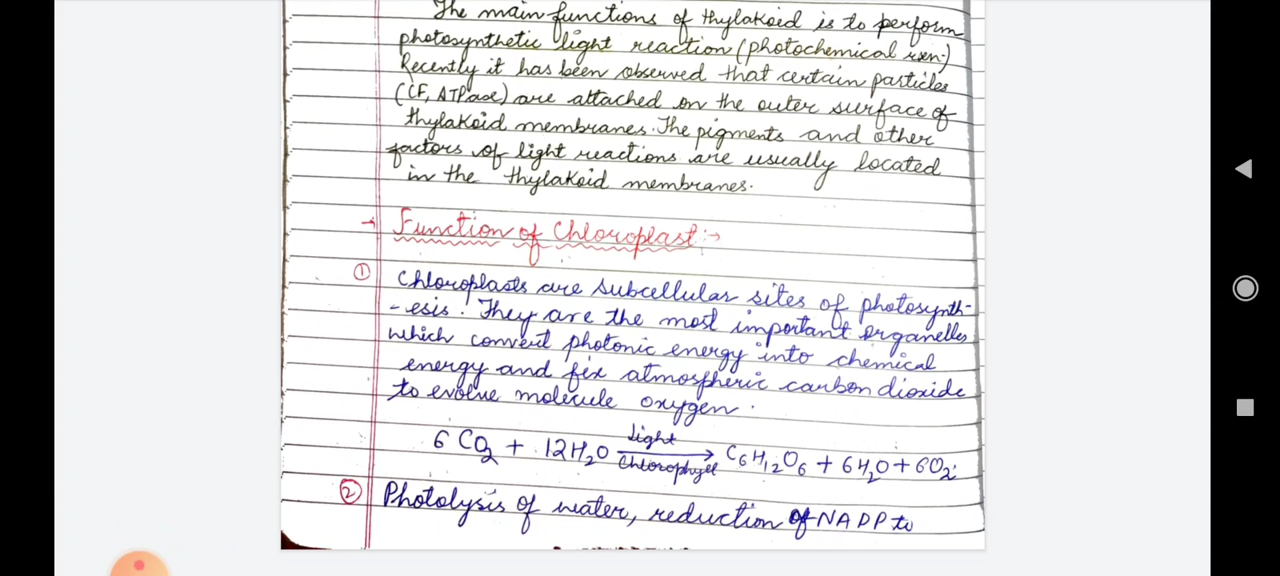 The main functions of thylakoid is to perform
photosynthetic light reaction (photochemical rxn.)
Recently it has been observed that certain particles
(CF, ATPase) are attached on the outer surface of
thylakoid membranes. The pigments and other
factors of light reactions are usually located
in the thylakoid membranes.
→ Function of Chloroplast :→
① Chloroplasts are subcellular sites of photosynth-
-esis. They are the most important organelles
which convert photonic energy into chemical
energy and fix atmospheric carbon dioxide
to evolve molecule oxygen.
6 CO₂ + 12H₂O light/Chlorophyll → C₆H₁₂O₆ + 6H₂O + 6O₂.
② Photolysis of water, reduction of NADP to